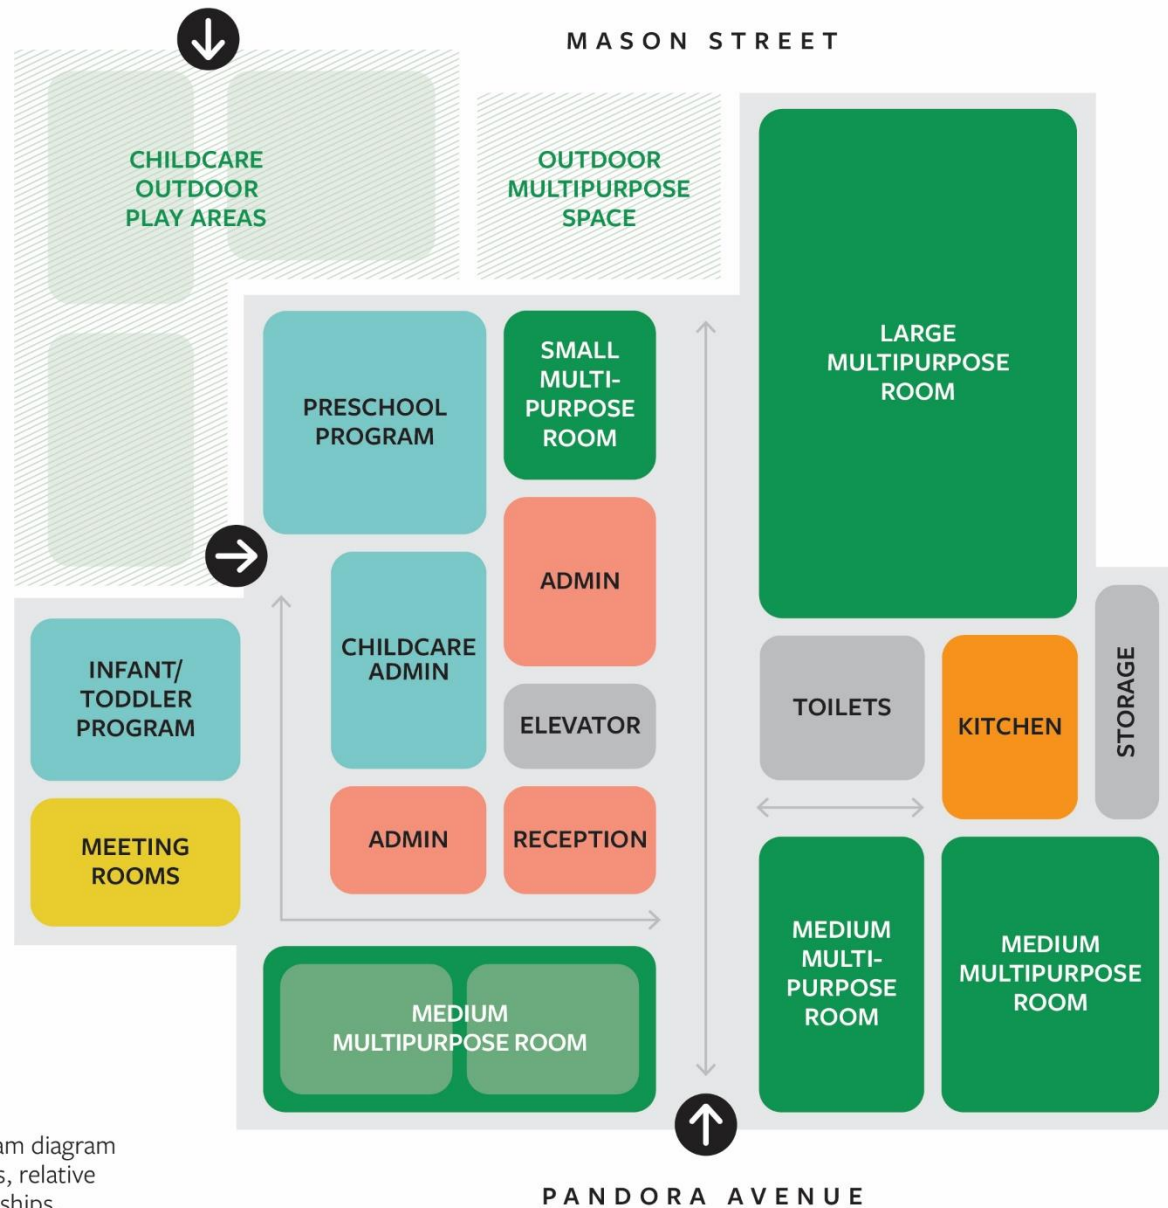 MASON STREET
CHILDCARE
OUTDOOR
PLAY AREAS
OUTDOOR
MULTIPURPOSE
SPACE
LARGE
MULTIPURPOSE
ROOM
PRESCHOOL
PROGRAM
SMALL
MULTI-
PURPOSE
ROOM
ADMIN
CHILDCARE
ADMIN
INFANT/
TODDLER
PROGRAM
ELEVATOR
TOILETS
KITCHEN
STORAGE
MEETING
ROOMS
ADMIN
RECEPTION
MEDIUM
MULTIPURPOSE ROOM
MEDIUM
MULTI-
PURPOSE
ROOM
MEDIUM
MULTIPURPOSE
ROOM
diagram
relative
PANDORA AVENUE